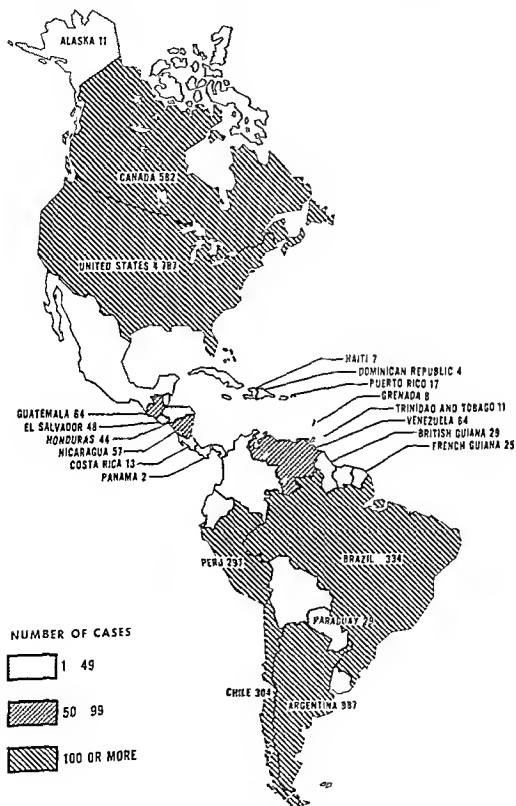 ALASKA 11
CANADA 582
UNITED STATES 4 787
HAITI 7
DOMINICAN REPUBLIC 4
PUERTO RICO 17
GRENADA 8
TRINIDAD AND TOBAGO 11
VENEZUELA 64
BRITISH GUIANA 29
FRENCH GUIANA 25
GUATEMALA 64
EL SALVADOR 48
HONDURAS 44
NICARAGUA 57
COSTA RICA 13
PANAMA 2
PERU
BRAZIL 334
PARAGUAY
CHILE 304
ARGENTINA 987
NUMBER OF CASES
1 49
50 99
100 OR MORE